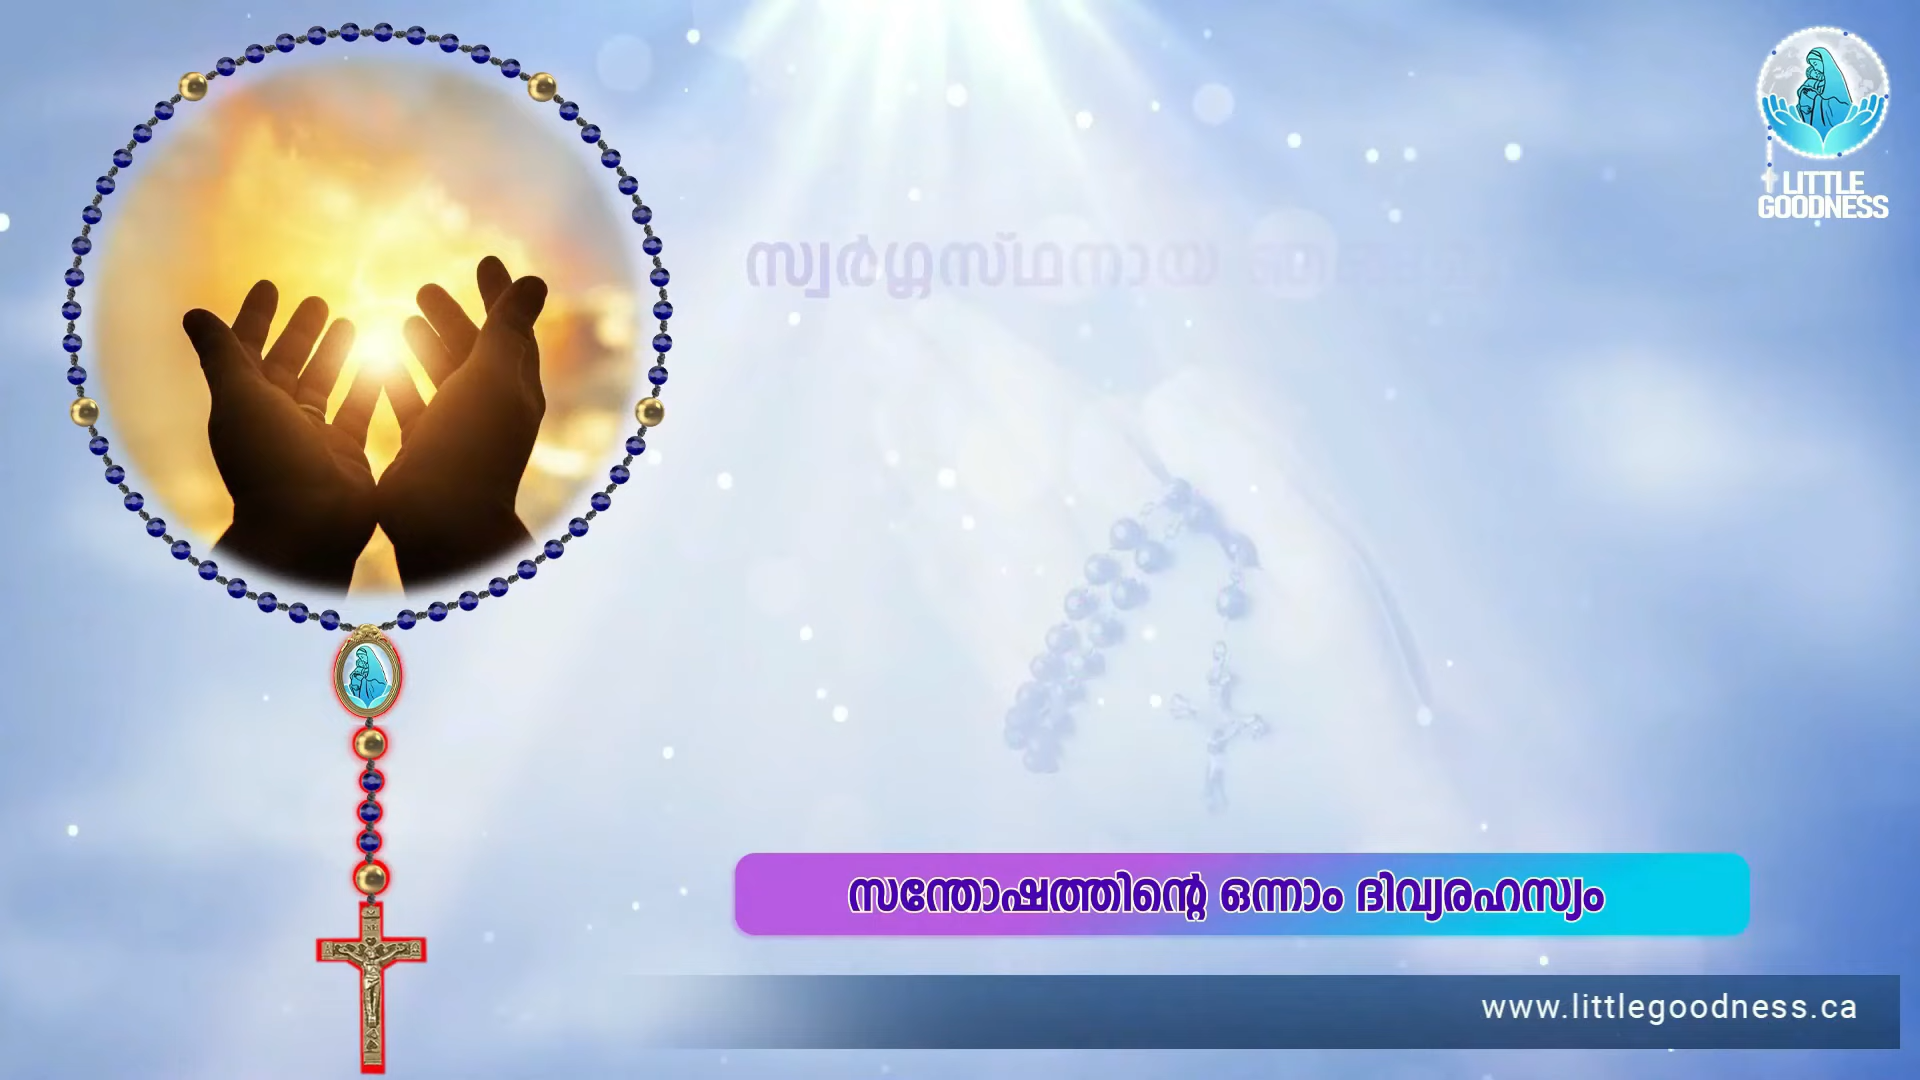 LITTLE
GOODNESS
സ്വർഗ്ഗസ്ഥനായ
സന്തോഷത്തിന്റെ ഒന്നാം ദിവ്യരഹസ്യം
www.littlegoodness.ca